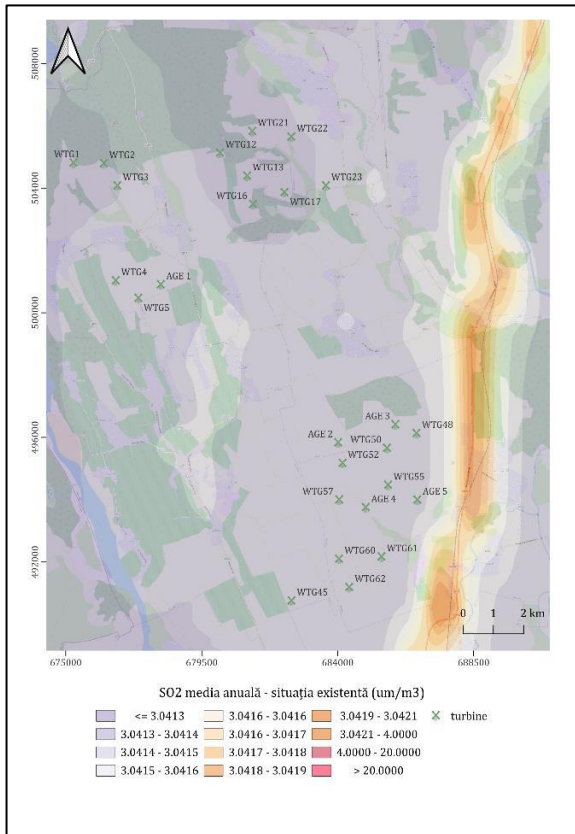 508000
WTG21
WTG22
WTG12
WTG1
WTG2
WTG13
WTG3
WTG23
504000
WTG16
WTG17
WTG4
AGE 1
WTG5
500000
AGE 3
WTG48
AGE 2
WTG50
496000
WTG52
WTG55
WTG57
AGE 4
AGE 5
WTG60
WTG61
492000
WTG62
WTG45
0 1 2 km
675000 679500 684000 688500
SO2 media anuală - situația existentă (um/m3)
<= 3.0413 3.0416 - 3.0416 3.0419 - 3.0421 turbine
3.0413 - 3.0414 3.0416 - 3.0417 3.0421 - 4.0000
3.0414 - 3.0415 3.0417 - 3.0418 4.0000 - 20.0000
3.0415 - 3.0416 3.0418 - 3.0419 > 20.0000